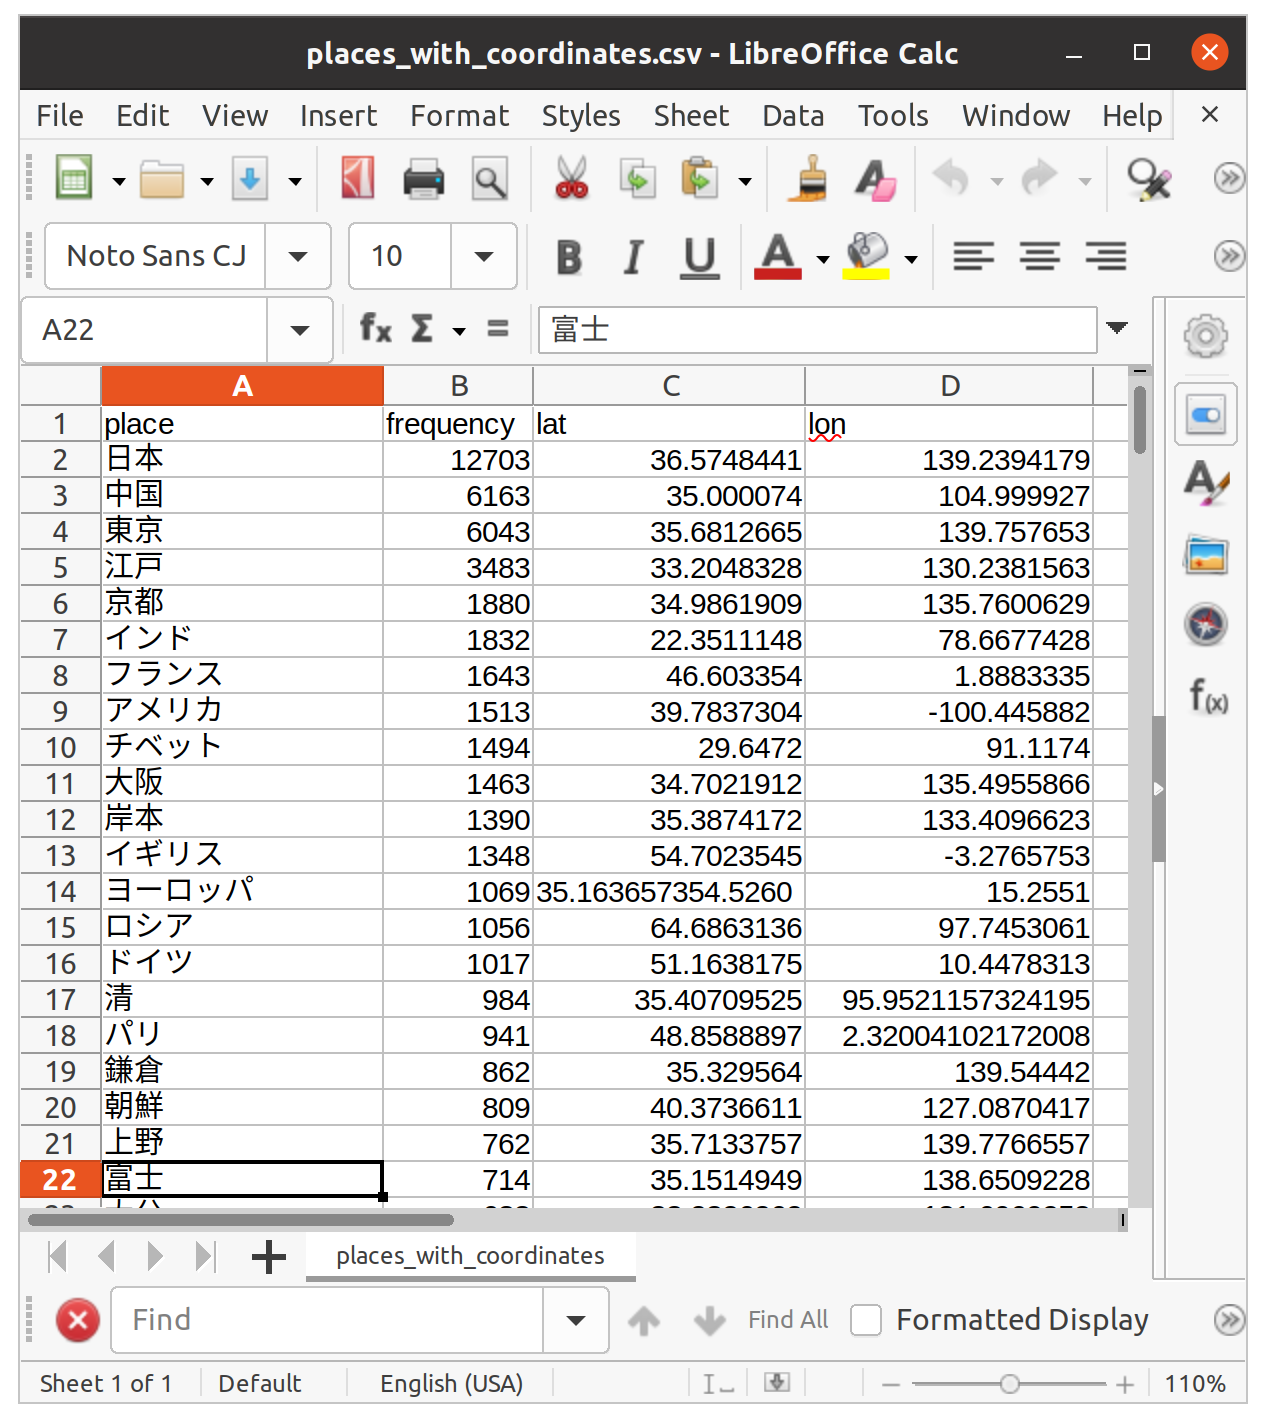 places_with_coordinates.csv - LibreOffice Calc
File Edit View Insert Format Styles Sheet Data Tools Window Help
Noto Sans CJ 10
A22 富士
A B C D
1 place frequency lat lon
2 日本 12703 36.5748441 139.2394179
3 中国 6163 35.000074 104.999927
4 東京 6043 35.6812665 139.757653
5 江戸 3483 33.2048328 130.2381563
6 京都 1880 34.9861909 135.7600629
7 インド 1832 22.3511148 78.6677428
8 フランス 1643 46.603354 1.8883335
9 アメリカ 1513 39.7837304 -100.445882
10 チベット 1494 29.6472 91.1174
11 大阪 1463 34.7021912 135.4955866
12 岸本 1390 35.3874172 133.4096623
13 イギリス 1348 54.7023545 -3.2765753
14 ヨーロッパ 1069 35.163657354.5260 15.2551
15 ロシア 1056 64.6863136 97.7453061
16 ドイツ 1017 51.1638175 10.4478313
17 清 984 35.40709525 95.9521157324195
18 パリ 941 48.8588897 2.32004102172008
19 鎌倉 862 35.329564 139.54442
20 朝鮮 809 40.3736611 127.0870417
21 上野 762 35.7133757 139.7766557
22 富士 714 35.1514949 138.6509228
places_with_coordinates
Find Find All Formatted Display
Sheet 1 of 1 Default English (USA) 110%